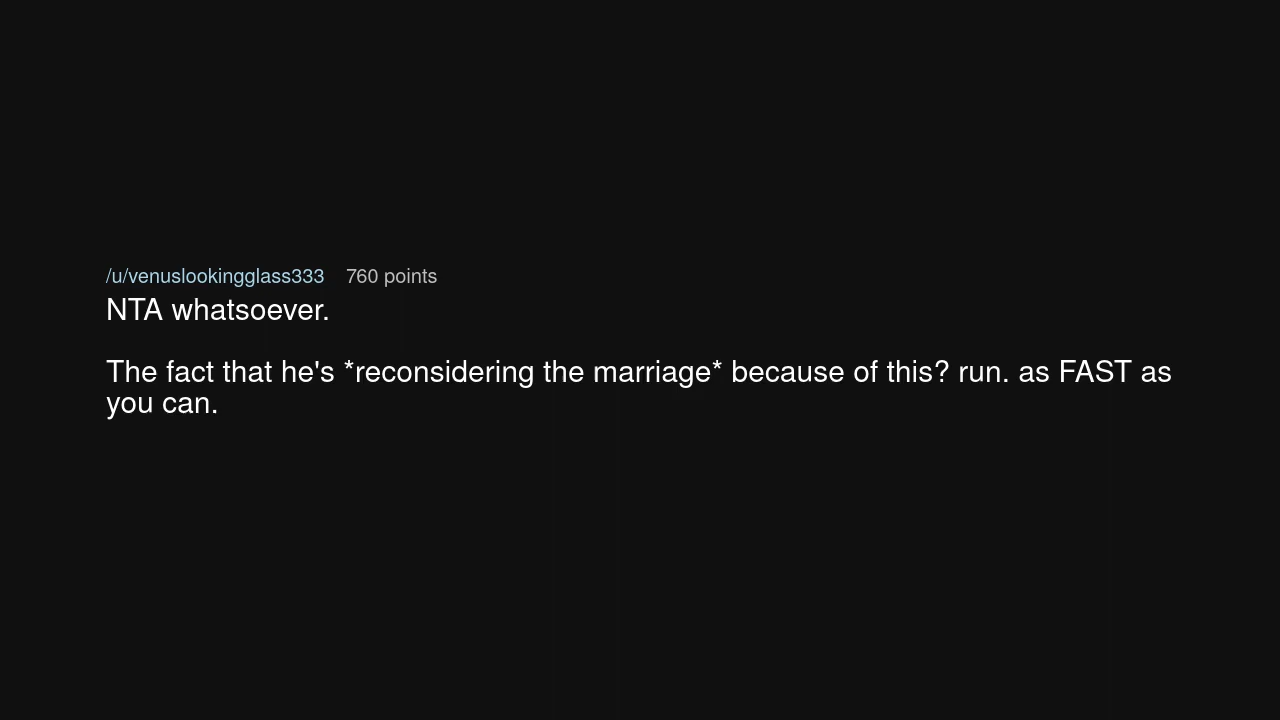 /u/venuslookingglass333 760 points
NTA whatsoever.
The fact that he's *reconsidering the marriage* because of this? run. as FAST as
you can.